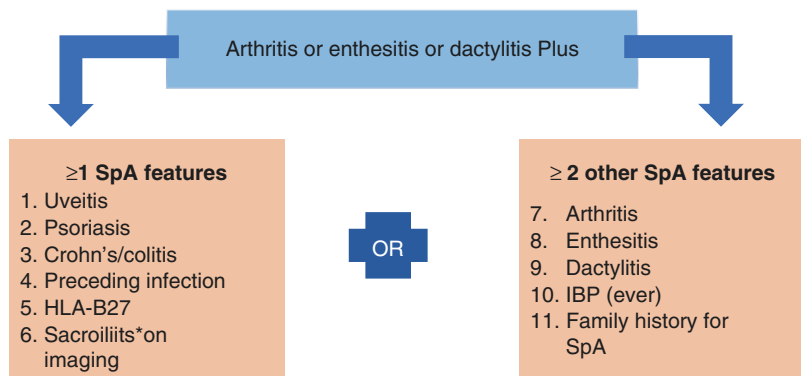 Arthritis or enthesitis or dactylitis Plus
≥1 SpA features
1. Uveitis
2. Psoriasis
3. Crohn's/colitis
4. Preceding infection
5. HLA-B27
6. Sacroiliits*on
imaging
OR
≥ 2 other SpA features
7. Arthritis
8. Enthesitis
9. Dactylitis
10. IBP (ever)
11. Family history for
SpA